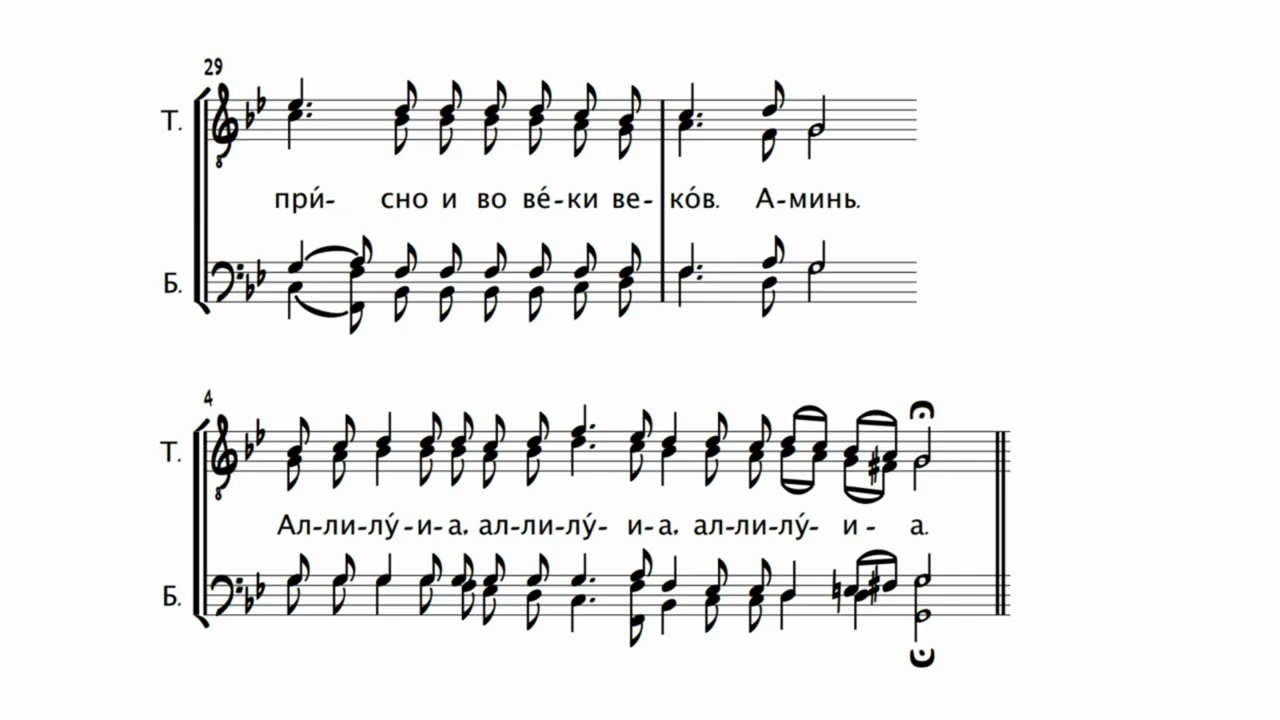 29
Т.
при́- сно и во ве́-ки ве- ко́в. А-минь.
Б.
4
Т.
Ал-ли-лу́-и-а, ал-ли-лу́- и-а, ал-ли-лу́- и- а.
Б.